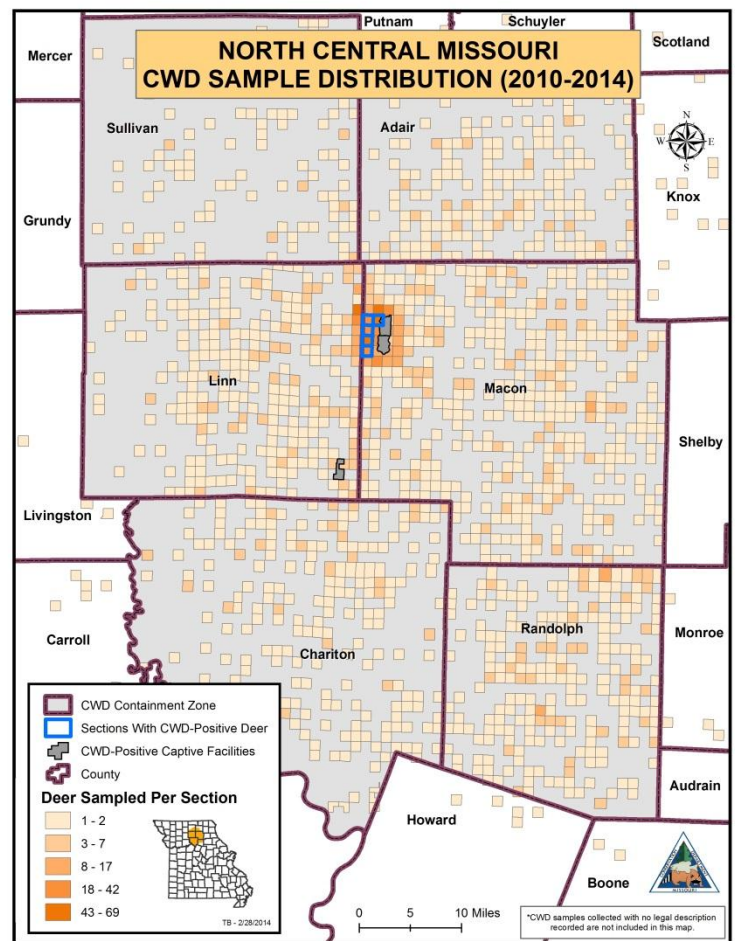 Putnam
Schuyler
Scotland
Mercer
NORTH CENTRAL MISSOURI
CWD SAMPLE DISTRIBUTION (2010-2014)
Sullivan
Adair
N
W
E
S
Knox
Grundy
Linn
Macon
Shelby
Livingston
Carroll
Chariton
Randolph
Monroe
Audrain
Howard
Boone
CWD Containment Zone
Sections With CWD-Positive Deer
CWD-Positive Captive Facilities
County
Deer Sampled Per Section
1 - 2
3 - 7
8 - 17
18 - 42
43 - 69
TB - 2/28/2014
0 5 10 Miles
*CWD samples collected with no legal description
recorded are not included in this map.